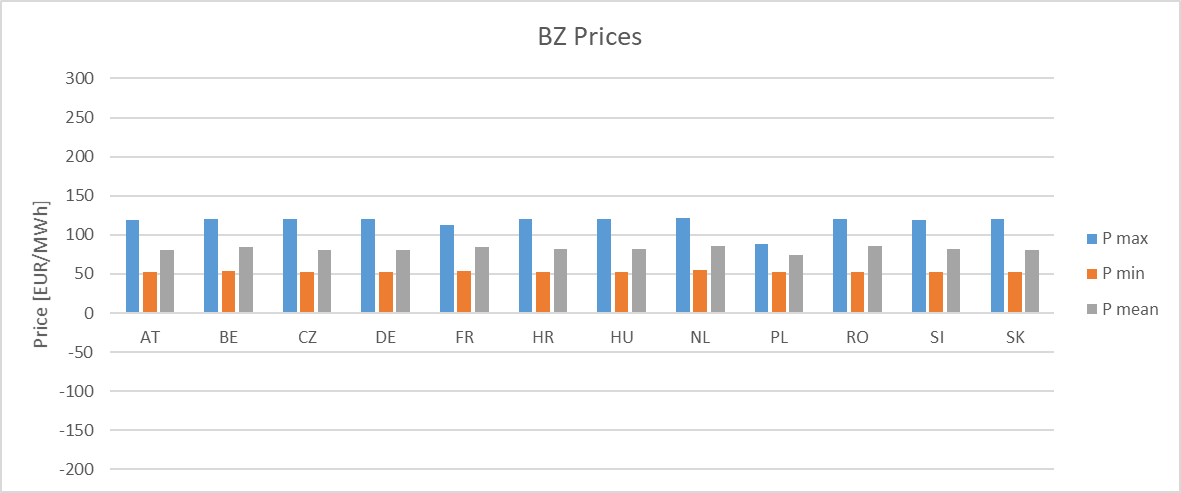 BZ Prices
Price [EUR/MWh]
300
250
200
150
100
50
0
-50
-100
-150
-200
AT BE CZ DE FR HR HU NL PL RO SI SK
P max
P min
P mean